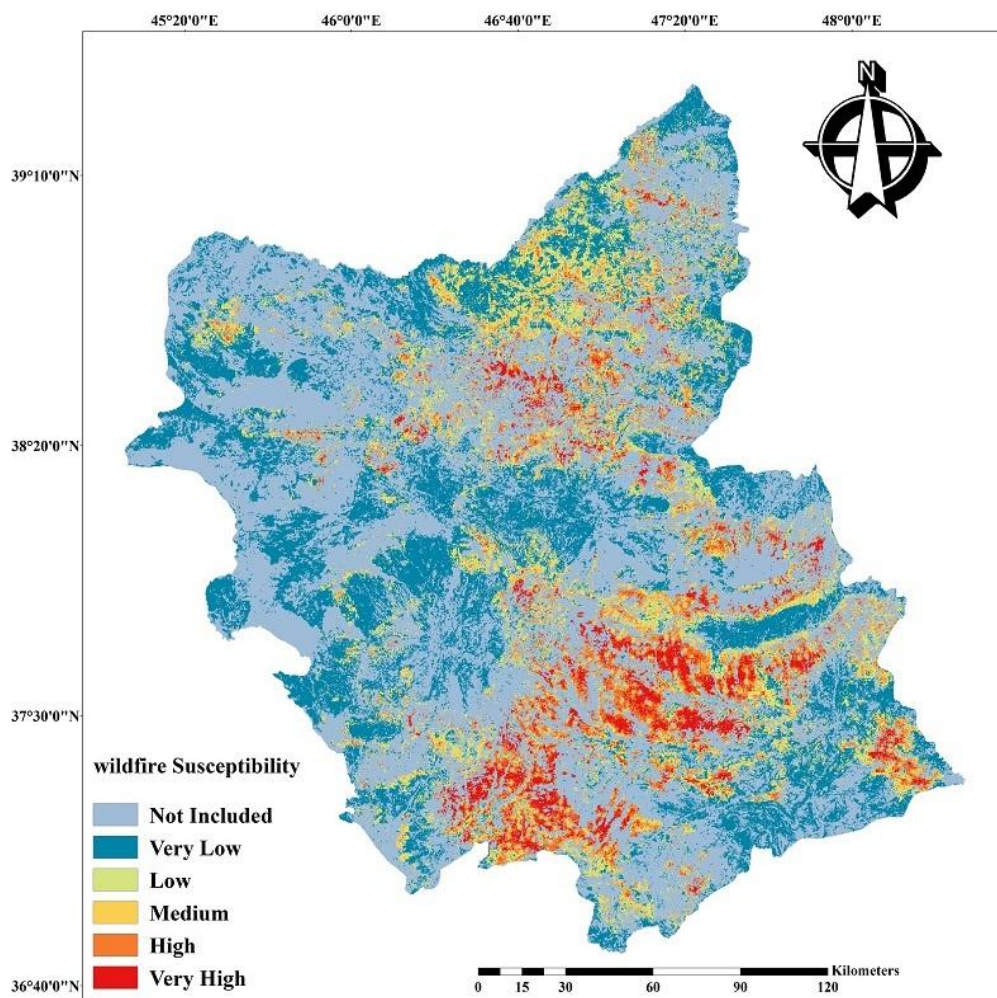 45°20'0"E 46°0'0"E 46°40'0"E 47°20'0"E 48°0'0"E
N
39°10'0"N
38°20'0"N
37°30'0"N
36°40'0"N
wildfire Susceptibility
Not Included
Very Low
Low
Medium
High
Very High
Kilometers
0 15 30 60 90 120